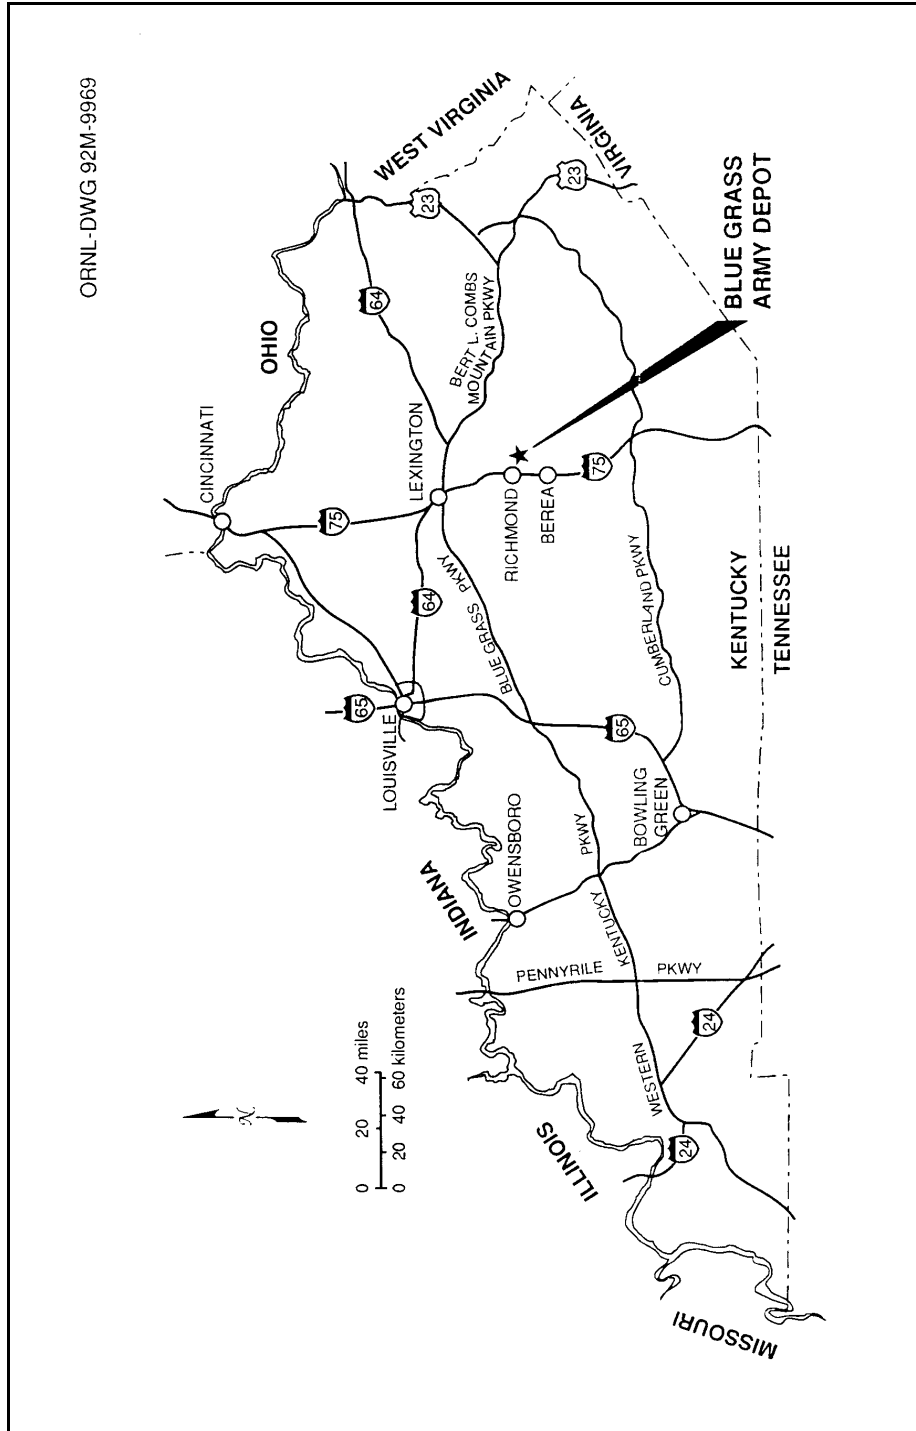 ORNL-DWG 92M-9969
WEST VIRGINIA
VIRGINIA
OHIO
CINCINNATI
23
23
64
BERT L. COMBS
MOUNTAIN PKWY
BLUE GRASS
ARMY DEPOT
LEXINGTON
75
RICHMOND
BEREA
75
64
BLUE GRASS PKWY
CUMBERLAND PKWY
KENTUCKY
TENNESSEE
65
LOUISVILLE
65
INDIANA
OWENSBORO
BOWLING
GREEN
PENNYRILE PKWY
WESTERN KENTUCKY PKWY
24
24
ILLINOIS
MISSOURI
N
0 20 40 miles
0 20 40 60 kilometers